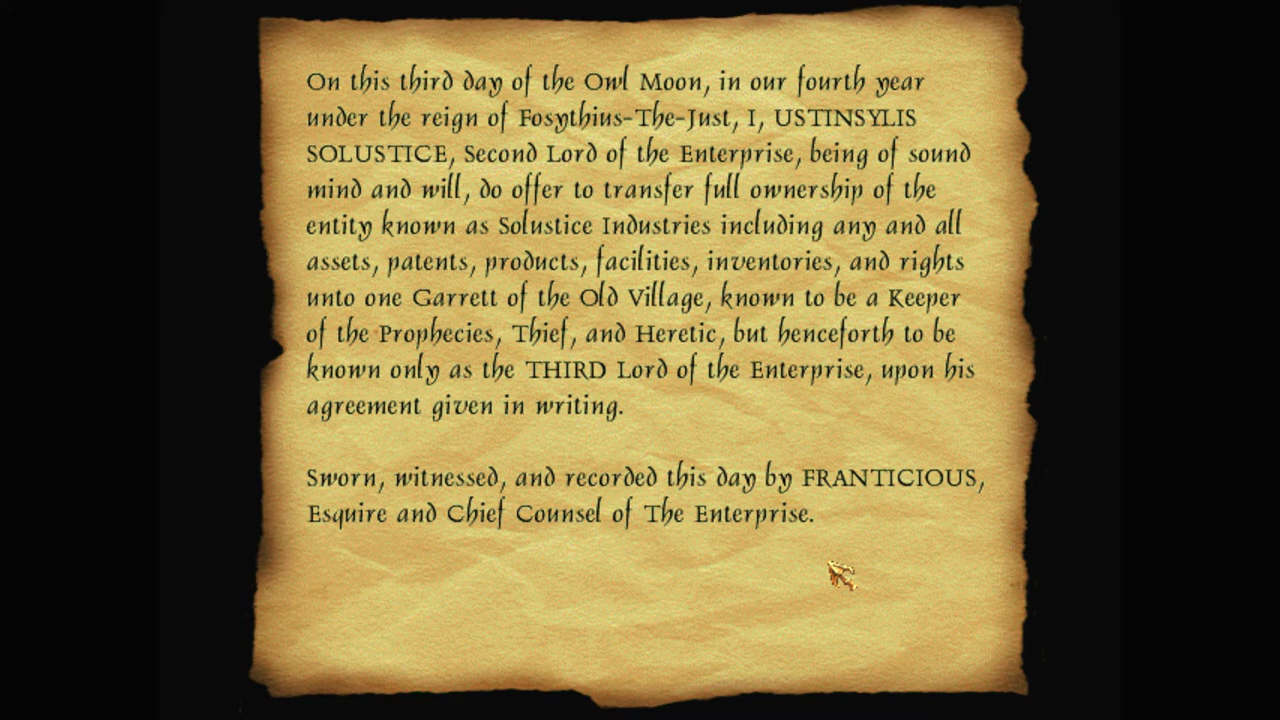 On this third day of the Owl Moon, in our fourth year
under the reign of Fosythius-The-Just, I, USTINSYLIS
SOLUSTICE, Second Lord of the Enterprise, being of sound
mind and will, do offer to transfer full ownership of the
entity known as Solustice Industries including any and all
assets, patents, products, facilities, inventories, and rights
unto one Garrett of the Old Village, known to be a Keeper
of the Prophecies, Thief, and Heretic, but henceforth to be
known only as the THIRD Lord of the Enterprise, upon his
agreement given in writing.
Sworn, witnessed, and recorded this day by FRANTICIOUS,
Esquire and Chief Counsel of The Enterprise.